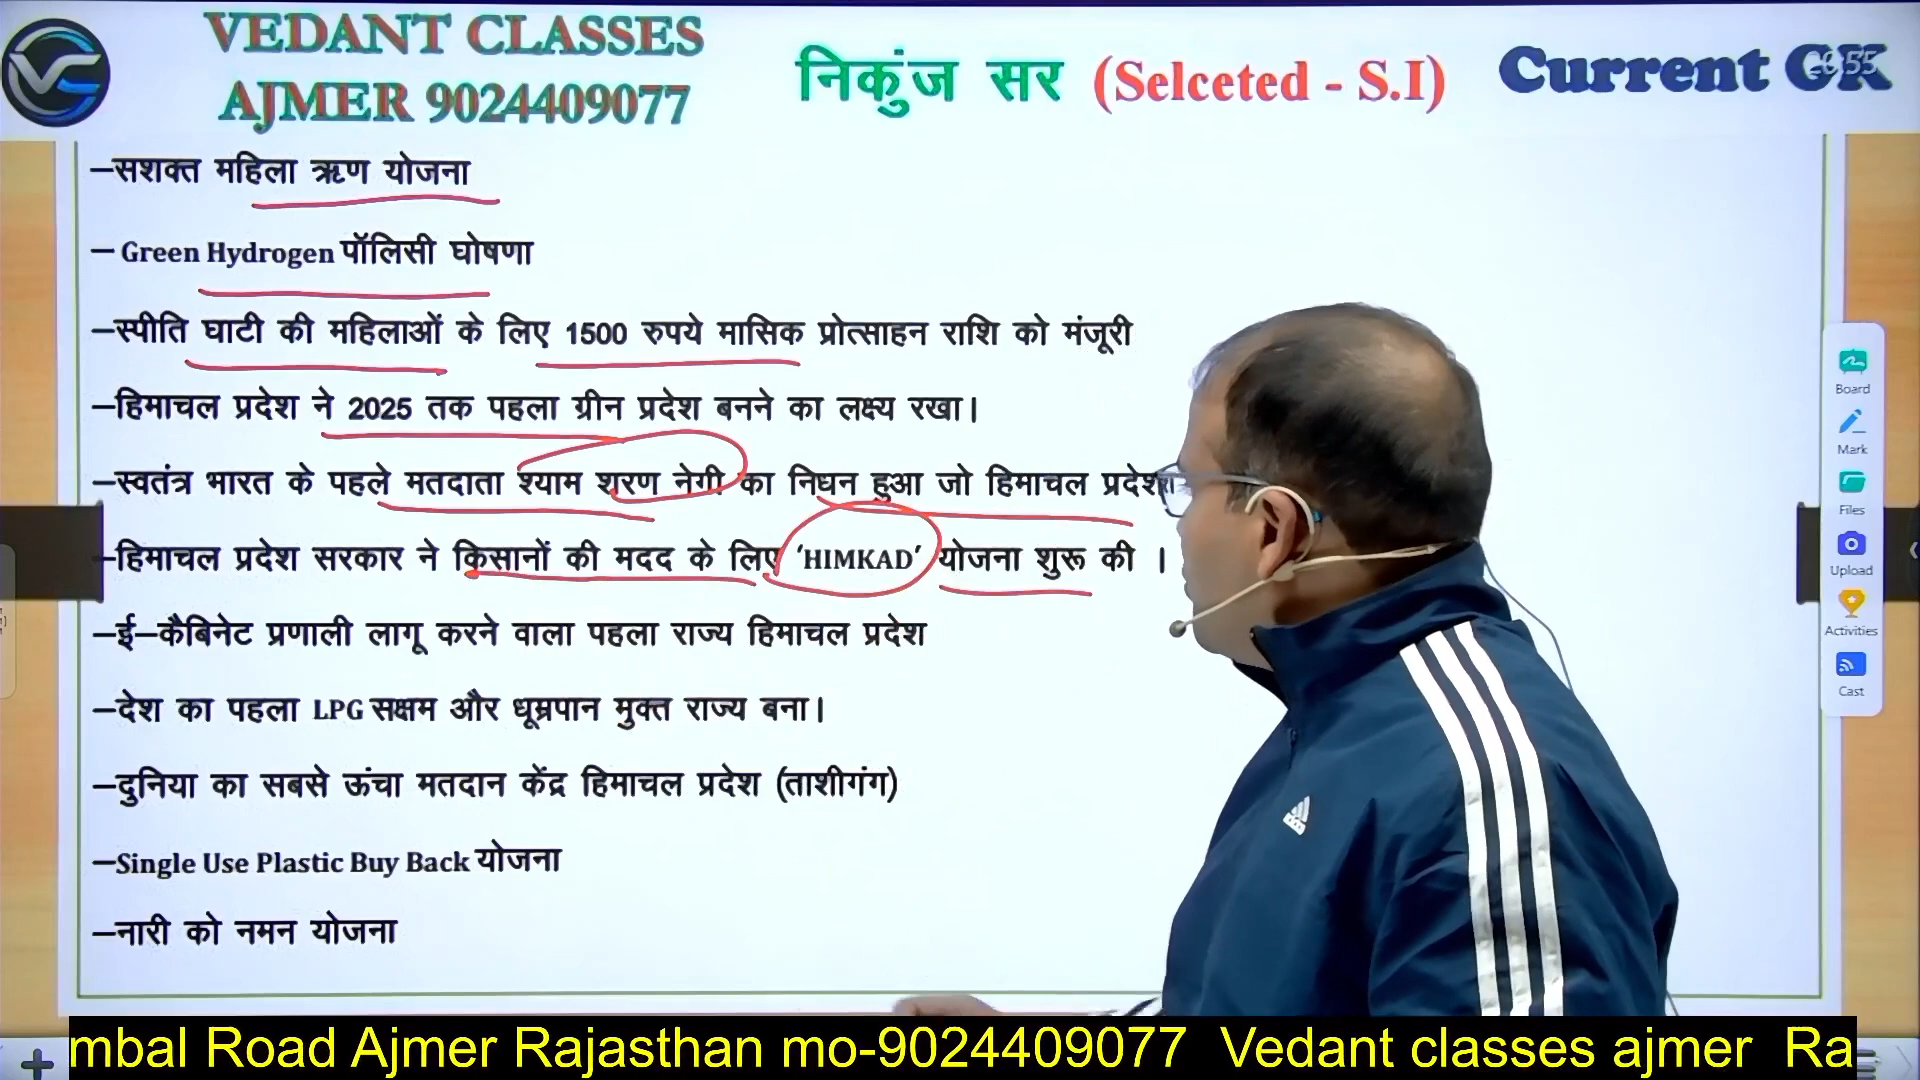 VEDANT CLASSES
AJMER 9024409077
निकुंज सर (Selceted - S.I)
Current GK
–सशक्त महिला ऋण योजना
– Green Hydrogen पॉलिसी घोषणा
–स्पीति घाटी की महिलाओं के लिए 1500 रुपये मासिक प्रोत्साहन राशि को मंजूरी
–हिमाचल प्रदेश ने 2025 तक पहला ग्रीन प्रदेश बनने का लक्ष्य रखा।
–स्वतंत्र भारत के पहले मतदाता श्याम शरण नेगी का निधन हुआ जो हिमाचल प्रदेश
–हिमाचल प्रदेश सरकार ने किसानों की मदद के लिए 'HIMKAD' योजना शुरू की ।
–ई–कैबिनेट प्रणाली लागू करने वाला पहला राज्य हिमाचल प्रदेश
–देश का पहला LPG सक्षम और धूम्रपान मुक्त राज्य बना।
–दुनिया का सबसे ऊंचा मतदान केंद्र हिमाचल प्रदेश (ताशीगंग)
–Single Use Plastic Buy Back योजना
–नारी को नमन योजना
Board
Mark
Files
Upload
Activities
Cast
mbal Road Ajmer Rajasthan mo-9024409077 Vedant classes ajmer Ra